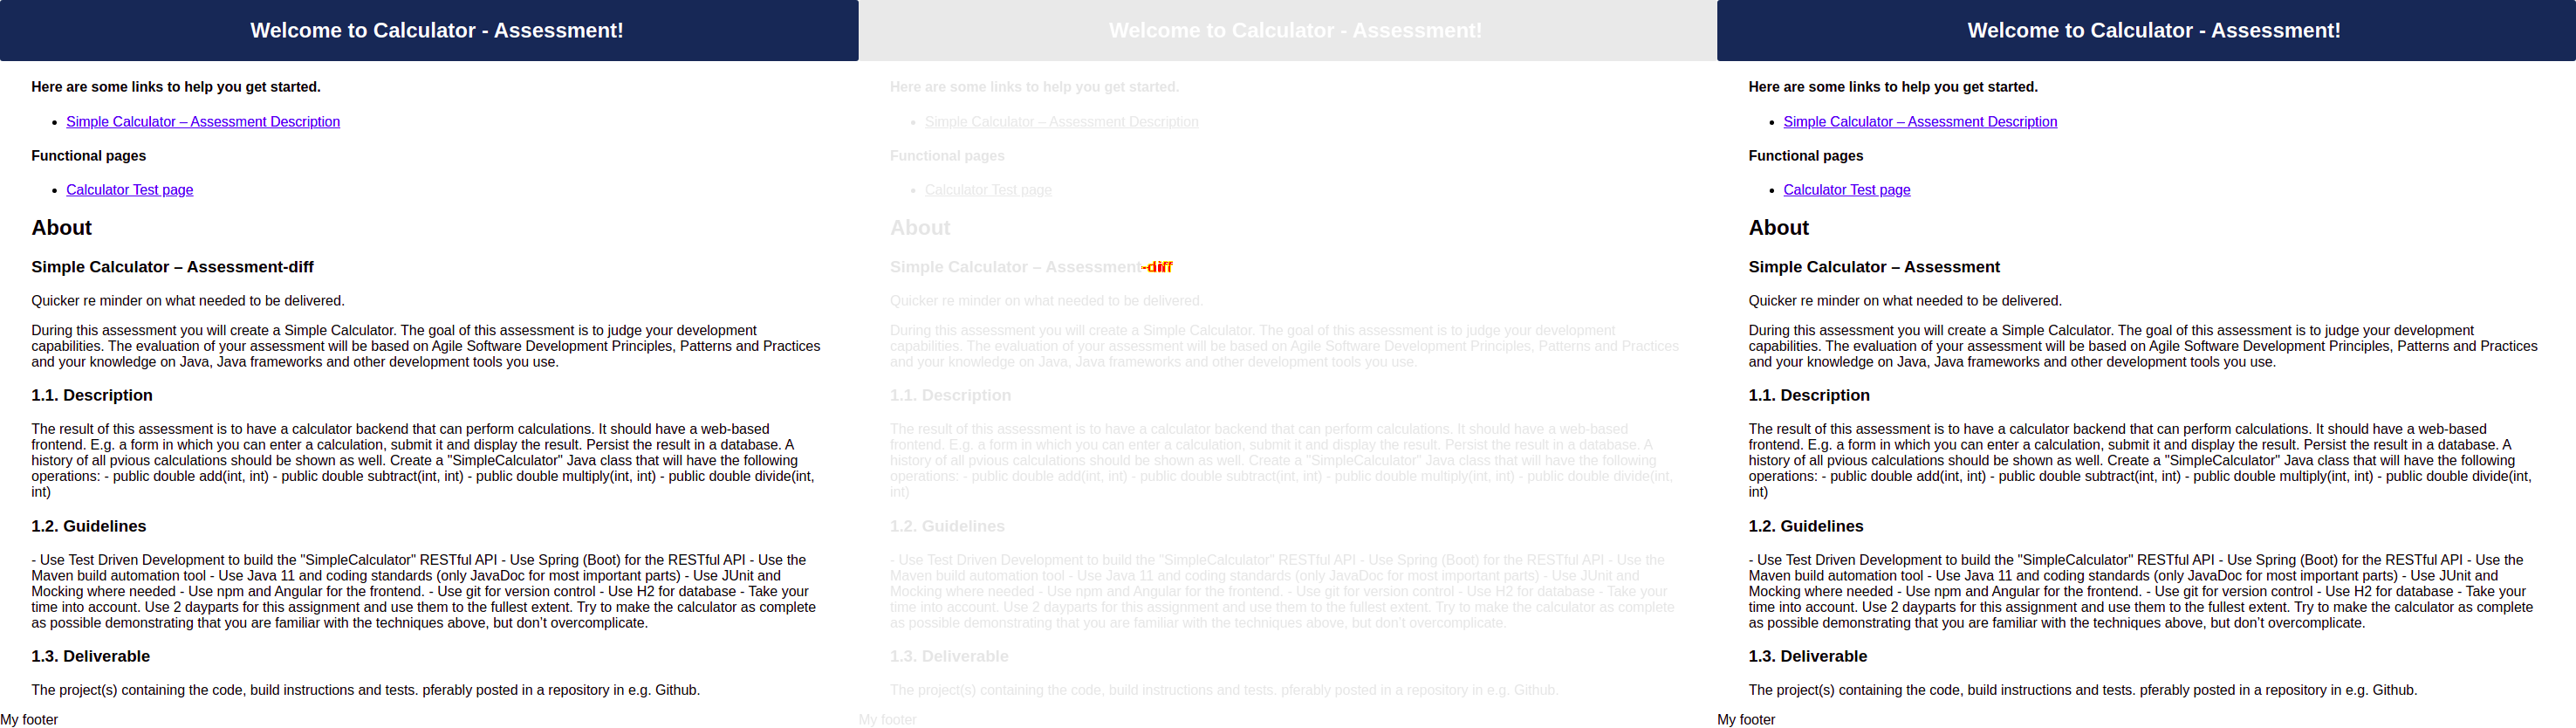 Welcome to Calculator - Assessment!
Here are some links to help you get started.
Simple Calculator – Assessment Description
Functional pages
Calculator Test page
About
Simple Calculator – Assessment-diff
Quicker re minder on what needed to be delivered.
During this assessment you will create a Simple Calculator. The goal of this assessment is to judge your development
capabilities. The evaluation of your assessment will be based on Agile Software Development Principles, Patterns and Practices
and your knowledge on Java, Java frameworks and other development tools you use.
1.1. Description
The result of this assessment is to have a calculator backend that can perform calculations. It should have a web-based
frontend. E.g. a form in which you can enter a calculation, submit it and display the result. Persist the result in a database. A
history of all pvious calculations should be shown as well. Create a "SimpleCalculator" Java class that will have the following
operations: - public double add(int, int) - public double subtract(int, int) - public double multiply(int, int) - public double divide(int,
int)
1.2. Guidelines
- Use Test Driven Development to build the "SimpleCalculator" RESTful API - Use Spring (Boot) for the RESTful API - Use the
Maven build automation tool - Use Java 11 and coding standards (only JavaDoc for most important parts) - Use JUnit and
Mocking where needed - Use npm and Angular for the frontend. - Use git for version control - Use H2 for database - Take your
time into account. Use 2 dayparts for this assignment and use them to the fullest extent. Try to make the calculator as complete
as possible demonstrating that you are familiar with the techniques above, but don’t overcomplicate.
1.3. Deliverable
The project(s) containing the code, build instructions and tests. pferably posted in a repository in e.g. Github.
My footer
Welcome to Calculator - Assessment!
Here are some links to help you get started.
Simple Calculator – Assessment Description
Functional pages
Calculator Test page
About
Simple Calculator – Assessment-diff
Quicker re minder on what needed to be delivered.
During this assessment you will create a Simple Calculator. The goal of this assessment is to judge your development
capabilities. The evaluation of your assessment will be based on Agile Software Development Principles, Patterns and Practices
and your knowledge on Java, Java frameworks and other development tools you use.
1.1. Description
The result of this assessment is to have a calculator backend that can perform calculations. It should have a web-based
frontend. E.g. a form in which you can enter a calculation, submit it and display the result. Persist the result in a database. A
history of all pvious calculations should be shown as well. Create a "SimpleCalculator" Java class that will have the following
operations: - public double add(int, int) - public double subtract(int, int) - public double multiply(int, int) - public double divide(int,
int)
1.2. Guidelines
- Use Test Driven Development to build the "SimpleCalculator" RESTful API - Use Spring (Boot) for the RESTful API - Use the
Maven build automation tool - Use Java 11 and coding standards (only JavaDoc for most important parts) - Use JUnit and
Mocking where needed - Use npm and Angular for the frontend. - Use git for version control - Use H2 for database - Take your
time into account. Use 2 dayparts for this assignment and use them to the fullest extent. Try to make the calculator as complete
as possible demonstrating that you are familiar with the techniques above, but don’t overcomplicate.
1.3. Deliverable
The project(s) containing the code, build instructions and tests. pferably posted in a repository in e.g. Github.
My footer
Welcome to Calculator - Assessment!
Here are some links to help you get started.
Simple Calculator – Assessment Description
Functional pages
Calculator Test page
About
Simple Calculator – Assessment
Quicker re minder on what needed to be delivered.
During this assessment you will create a Simple Calculator. The goal of this assessment is to judge your development
capabilities. The evaluation of your assessment will be based on Agile Software Development Principles, Patterns and Practices
and your knowledge on Java, Java frameworks and other development tools you use.
1.1. Description
The result of this assessment is to have a calculator backend that can perform calculations. It should have a web-based
frontend. E.g. a form in which you can enter a calculation, submit it and display the result. Persist the result in a database. A
history of all pvious calculations should be shown as well. Create a "SimpleCalculator" Java class that will have the following
operations: - public double add(int, int) - public double subtract(int, int) - public double multiply(int, int) - public double divide(int,
int)
1.2. Guidelines
- Use Test Driven Development to build the "SimpleCalculator" RESTful API - Use Spring (Boot) for the RESTful API - Use the
Maven build automation tool - Use Java 11 and coding standards (only JavaDoc for most important parts) - Use JUnit and
Mocking where needed - Use npm and Angular for the frontend. - Use git for version control - Use H2 for database - Take your
time into account. Use 2 dayparts for this assignment and use them to the fullest extent. Try to make the calculator as complete
as possible demonstrating that you are familiar with the techniques above, but don’t overcomplicate.
1.3. Deliverable
The project(s) containing the code, build instructions and tests. pferably posted in a repository in e.g. Github.
My footer